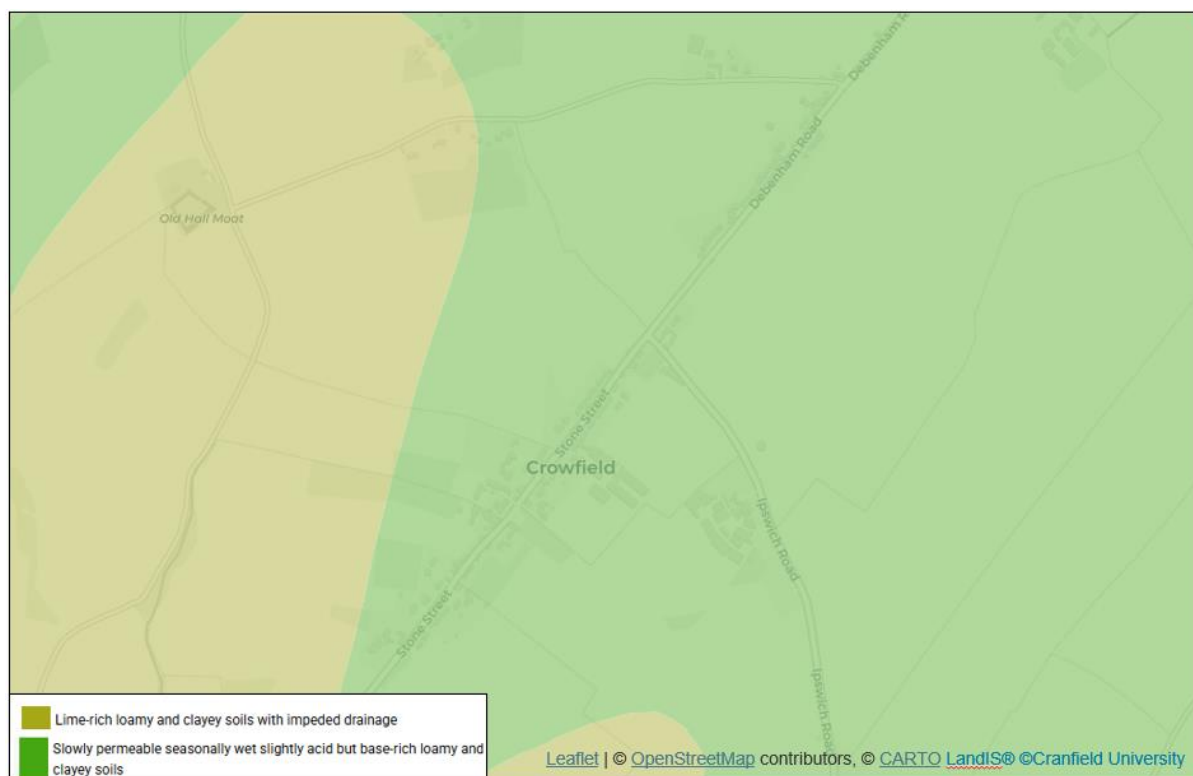 Debenham Road
Debenham Road
Old Hall Moat
Stone Street
Crowfield
Ipswich Road
Stone Street
Ipswich Road
Lime-rich loamy and clayey soils with impeded drainage
Slowly permeable seasonally wet slightly acid but base-rich loamy and
clayey soils
Leaflet | © OpenStreetMap contributors, © CARTO LandIS® ©Cranfield University